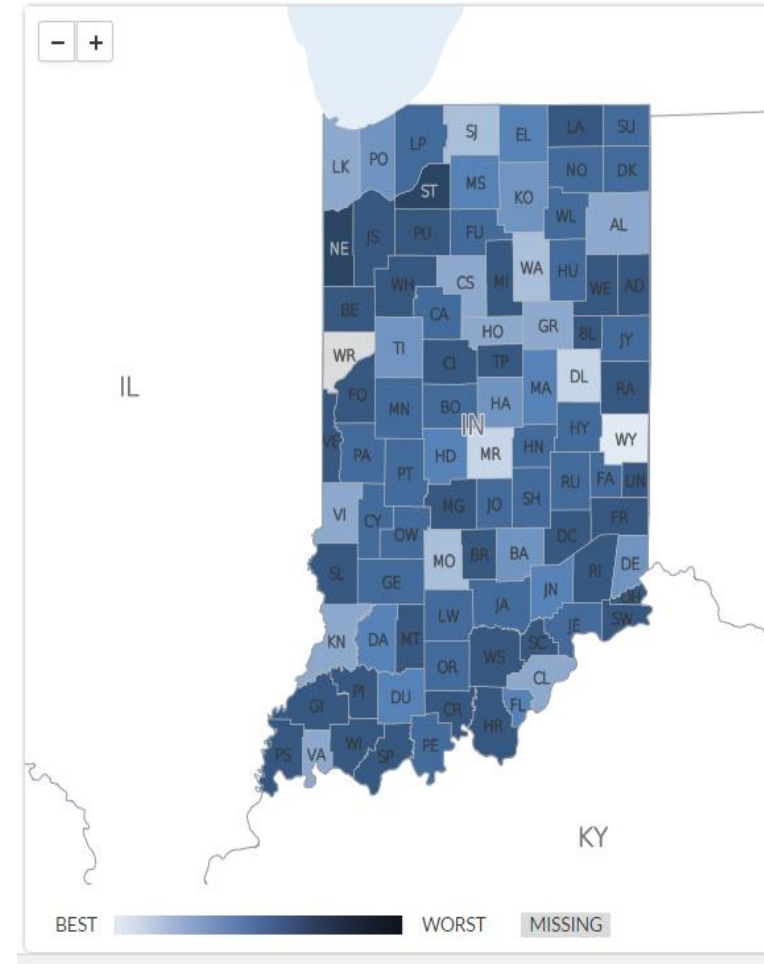 − +
LK PO LP SJ EL LA SU
ST MS NO DK
KO
NE JS PU FU WL AL
WH CS MI WA HU WE AD
BE CA
HO GR BL JY
WR TI CI TP
IL FO MA DL RA
MN BO HA
IN HY WY
VE PA HD MR HN
PT RU FA UN
VI MG JO SH FR
CY OW DC
SL MO BR BA RI DE
GE JN OH
LW JA JE SW
KN DA MT SC
OR WS CL
PI DU FL
GI CR HR
PS VA WI SP PE
KY
BEST WORST MISSING